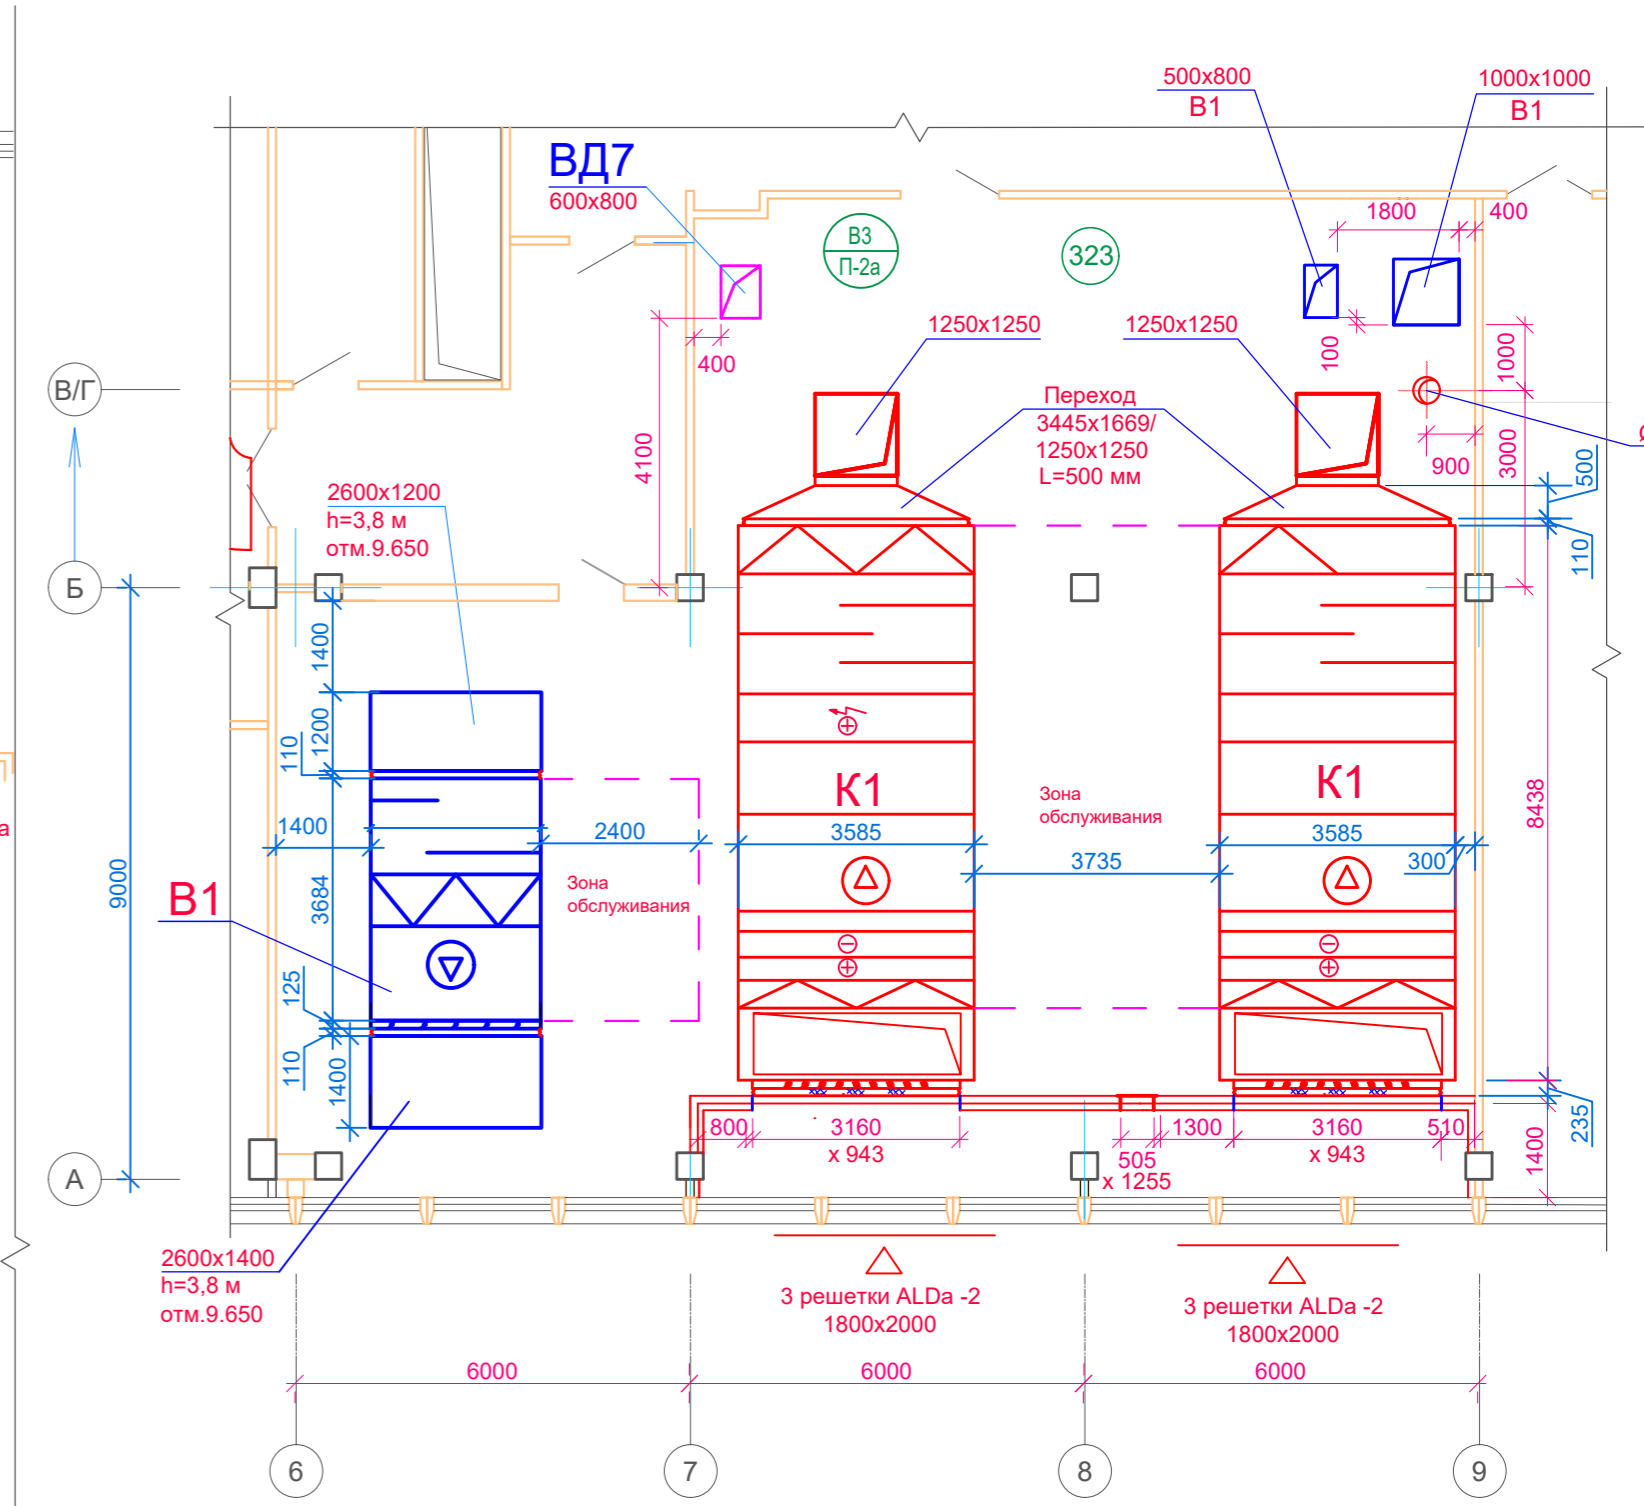 500x800
В1
1000x1000
В1
ВД7
600x800
В3
П-2а
323
1800
400
1250x1250
1250x1250
400
100
1000
В/Г
Переход
3445x1669/
1250x1250
L=500 мм
4100
900
3000
500
2600x1200
h=3,8 м
отм.9.650
110
Б
1400
110
1200
К1
К1
Зона
обслуживания
8438
а
1400
2400
3585
3585
3735
300
9000
3684
В1
Зона
обслуживания
125
110
1400
800
3160
x 943
505
x 1255
1300
3160
x 943
510
235
1400
А
2600x1400
h=3,8 м
отм.9.650
3 решетки ALDa -2
1800x2000
3 решетки ALDa -2
1800x2000
6000
6000
6000
6
7
8
9